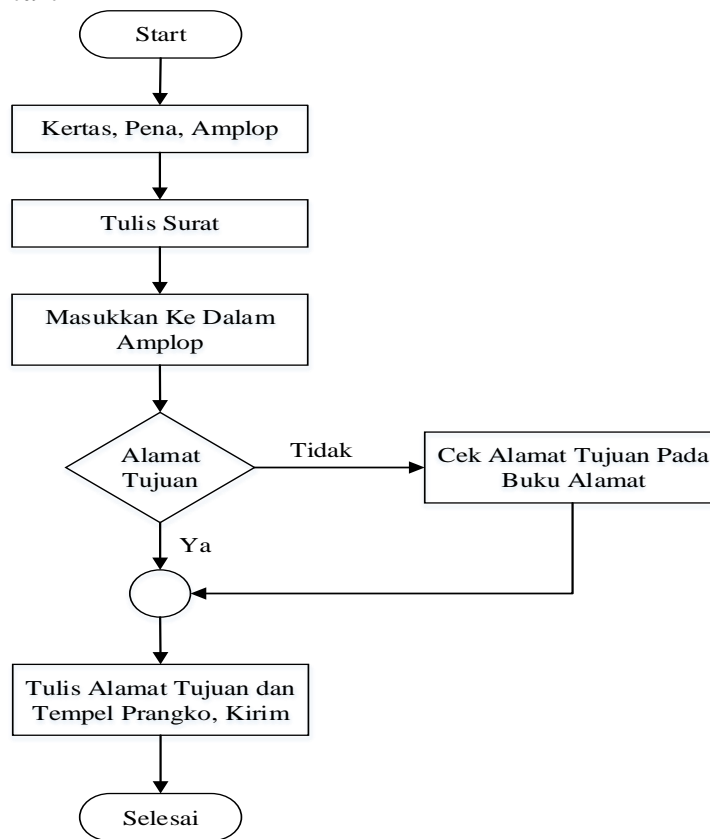 Start
Kertas, Pena, Amplop
Tulis Surat
Masukkan Ke Dalam
Amplop
Alamat
Tujuan
Tidak
Cek Alamat Tujuan Pada
Buku Alamat
Ya
Tulis Alamat Tujuan dan
Tempel Prangko, Kirim
Selesai